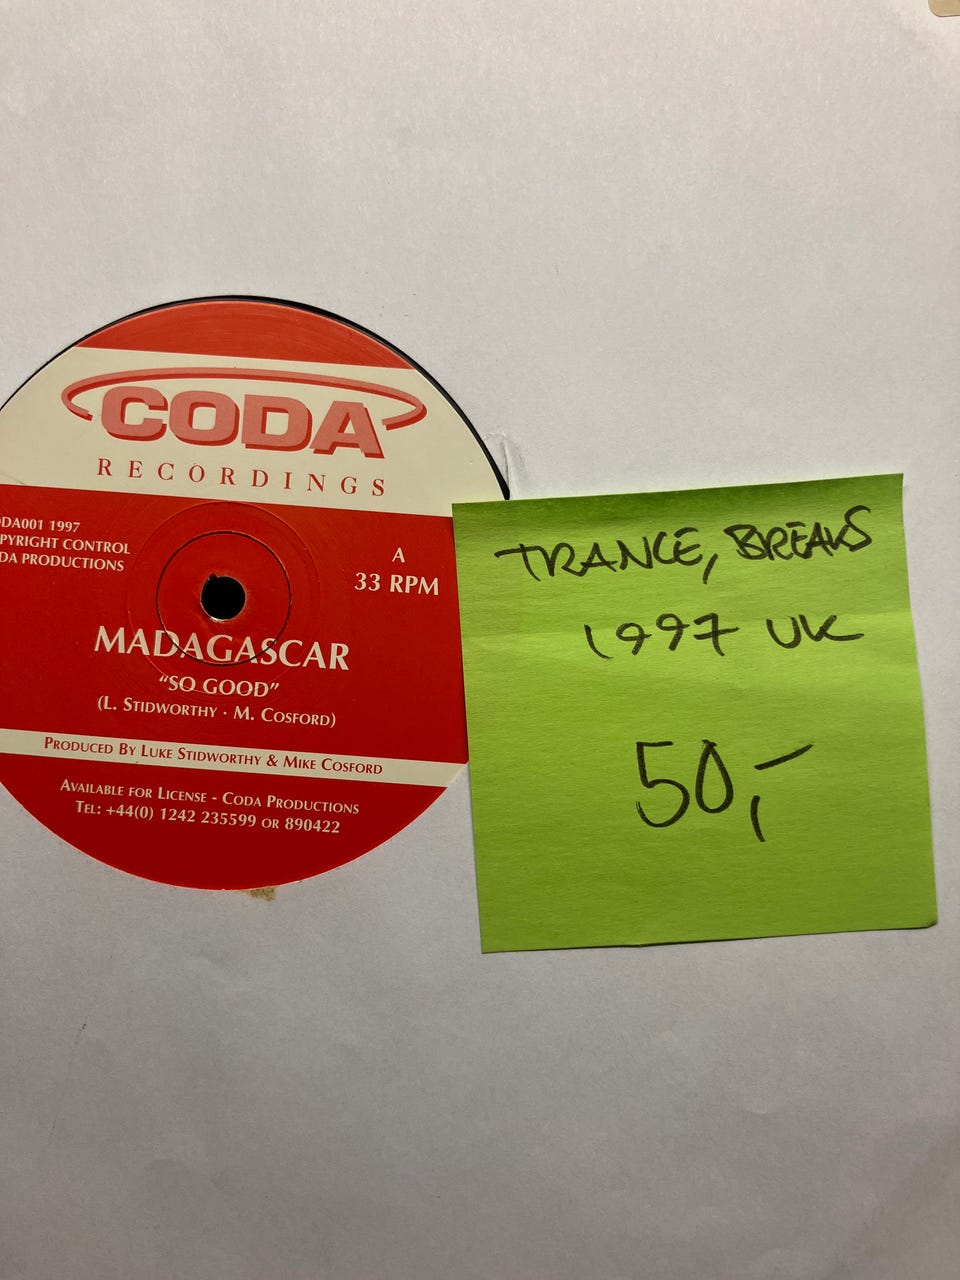 CODA
RECORDINGS
DA001 1997
PYRIGHT CONTROL
DA PRODUCTIONS
A
33 RPM
MADAGASCAR
"SO GOOD"
(L. STIDWORTHY · M. COSFORD)
PRODUCED BY LUKE STIDWORTHY & MIKE COSFORD
AVAILABLE FOR LICENSE - CODA PRODUCTIONS
TEL: +44(0) 1242 235599 OR 890422
TRANCE, BREAKS
1997 UK
50,-